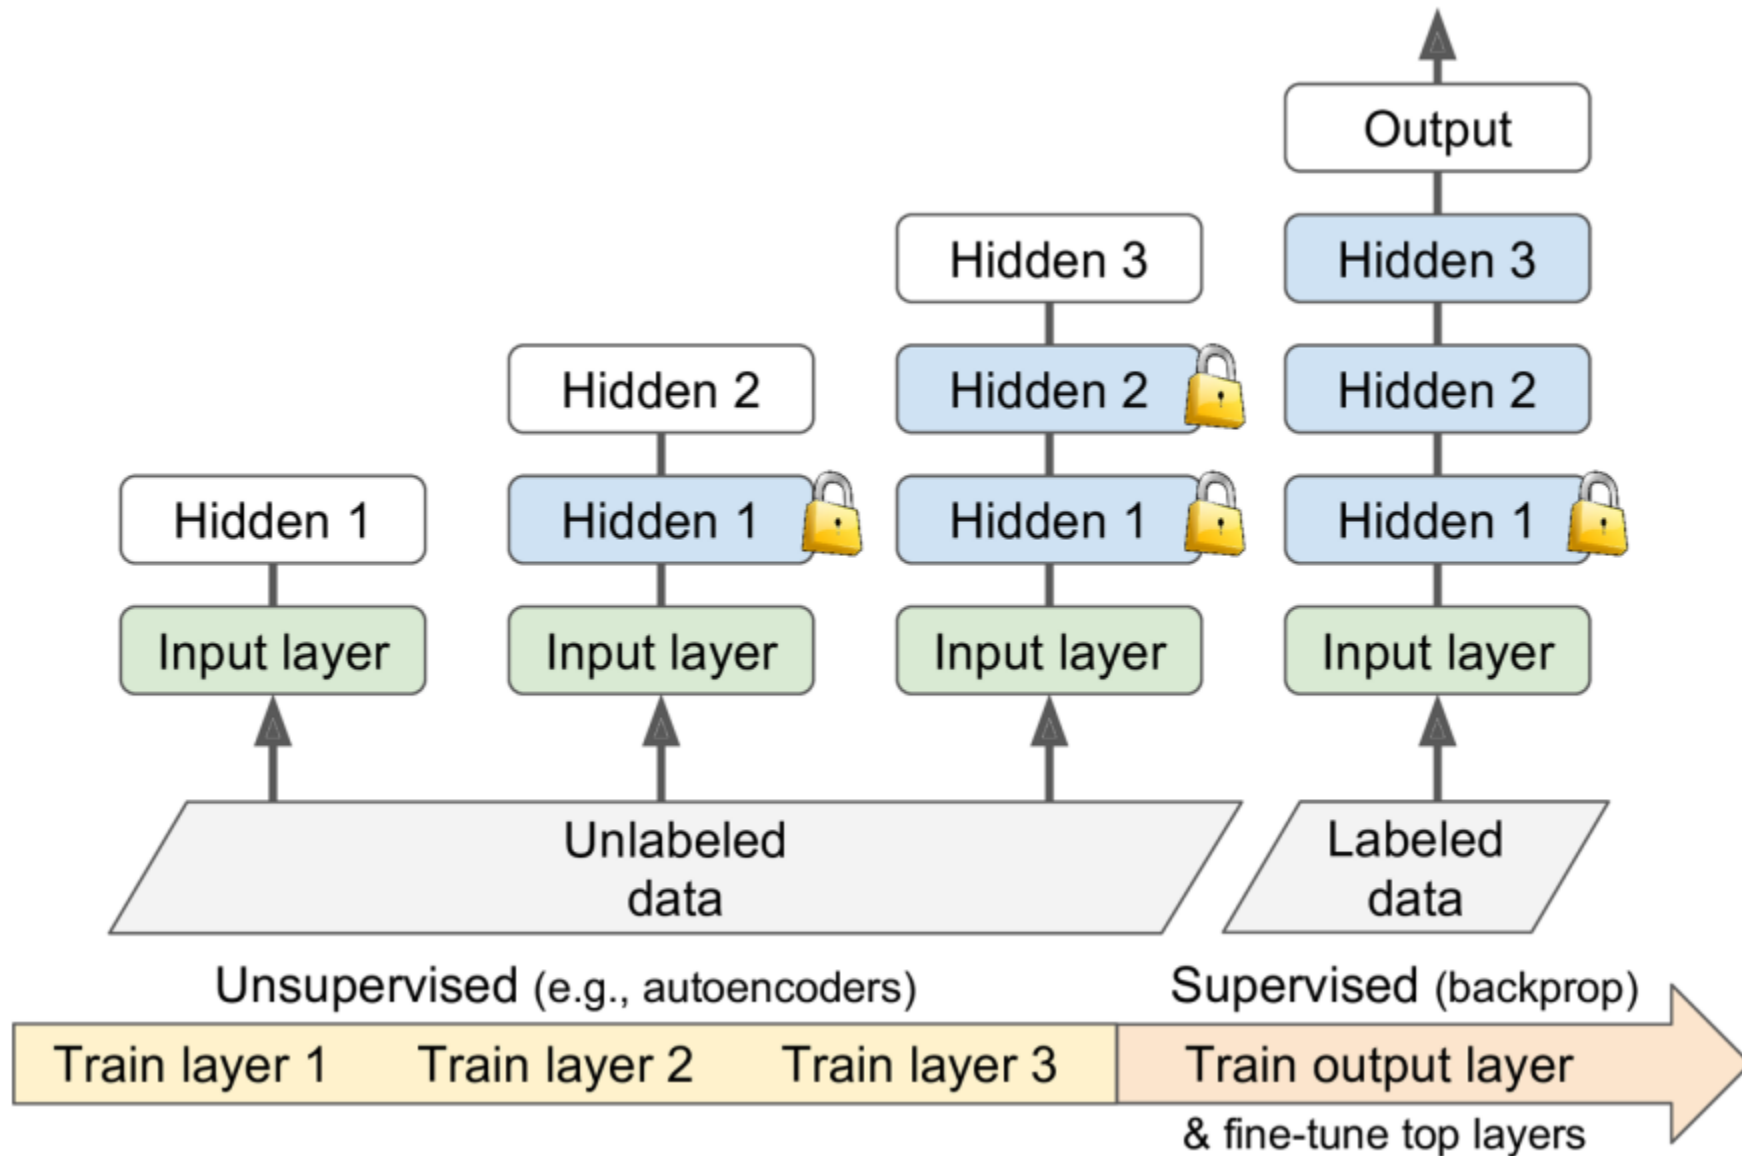 Output
Hidden 3
Hidden 3
Hidden 2
Hidden 2
Hidden 2
Hidden 1
Hidden 1
Hidden 1
Hidden 1
Input layer
Input layer
Input layer
Input layer
Unlabeled
data
Labeled
data
Unsupervised (e.g., autoencoders)
Supervised (backprop)
Train layer 1
Train layer 2
Train layer 3
Train output layer
& fine-tune top layers